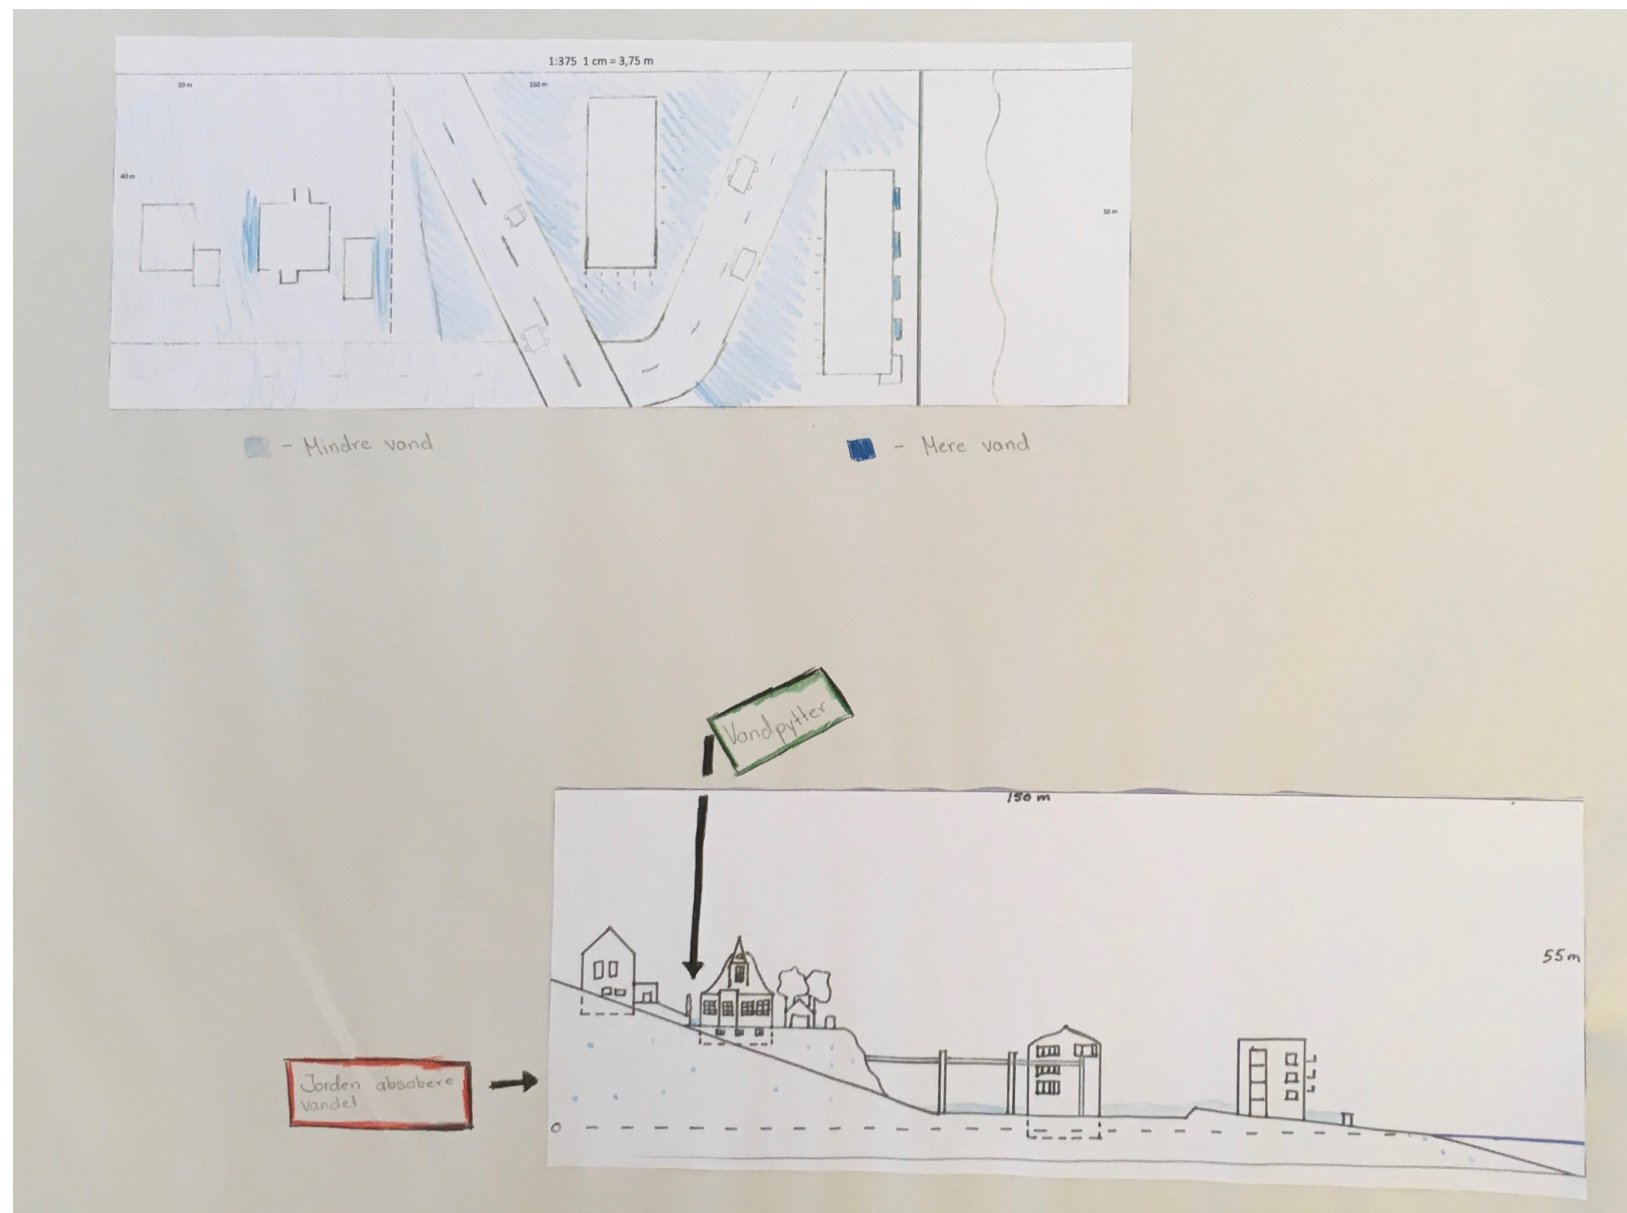 1:375  1 cm = 3,75 m
20 m
150 m
40 m
50 m
- Mindre vand
- Mere vand
Vandpytter
150 m
55 m
Jorden absobere
vandet
0